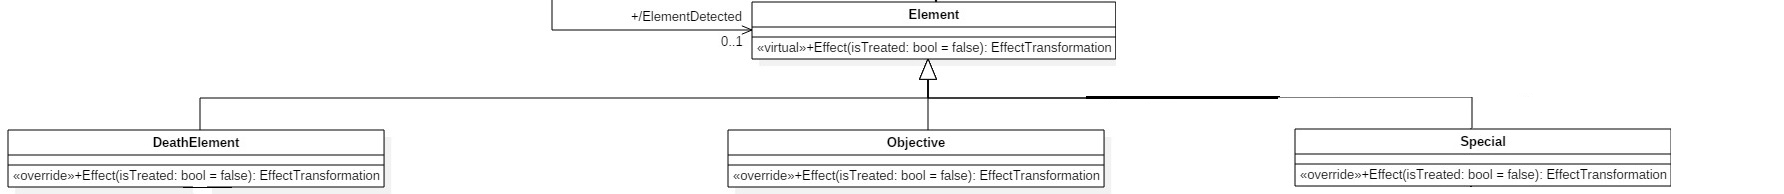 +/ElementDetected
0..1
Element
«virtual»+Effect(isTreated: bool = false): EffectTransformation
DeathElement
«override»+Effect(isTreated: bool = false): EffectTransformation
Objective
«override»+Effect(isTreated: bool = false): EffectTransformation
Special
«override»+Effect(isTreated: bool = false): EffectTransformation